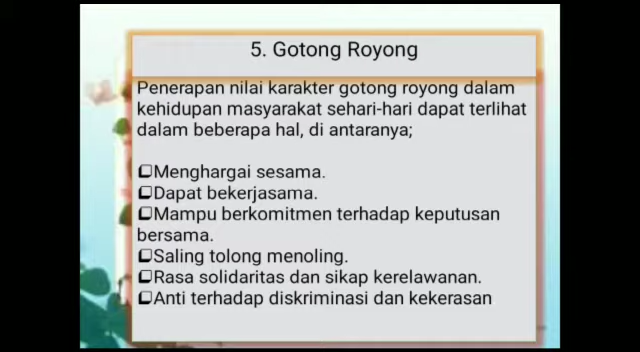 5. Gotong Royong
Penerapan nilai karakter gotong royong dalam
kehidupan masyarakat sehari-hari dapat terlihat
dalam beberapa hal, di antaranya;
❑Menghargai sesama.
❑Dapat bekerjasama.
❑Mampu berkomitmen terhadap keputusan
bersama.
❑Saling tolong menoling.
❑Rasa solidaritas dan sikap kerelawanan.
❑Anti terhadap diskriminasi dan kekerasan